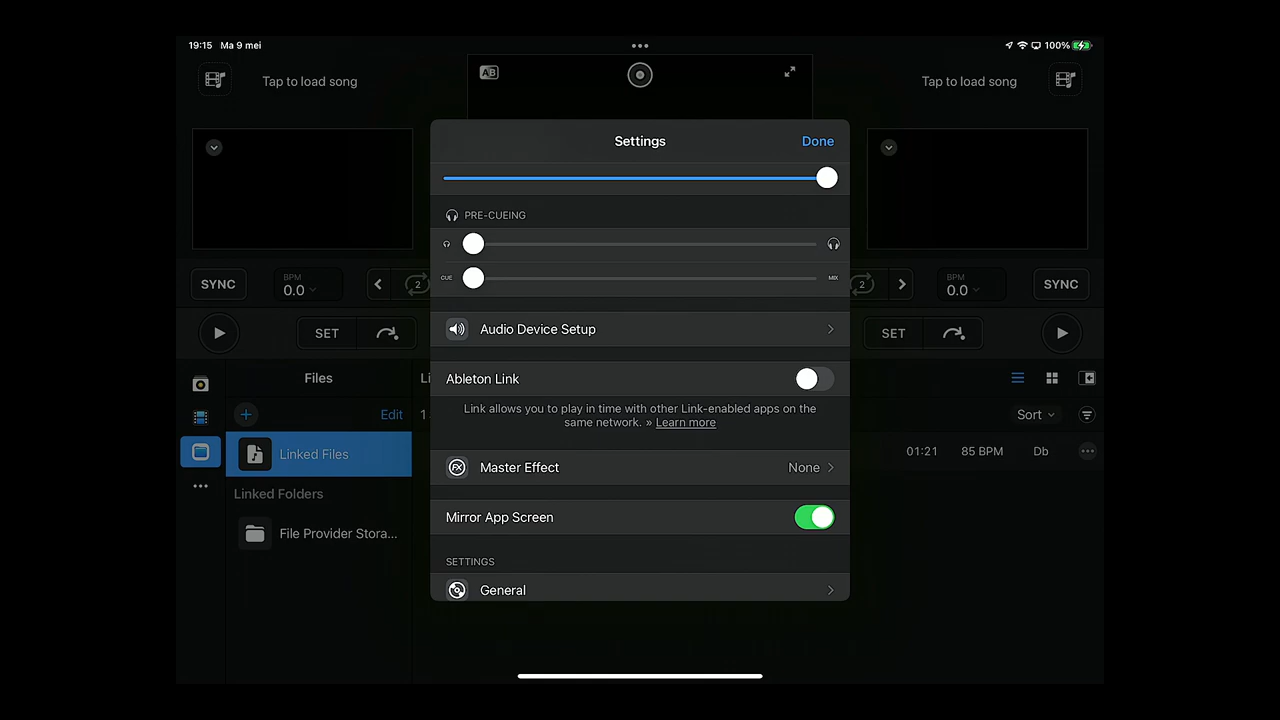 19:15 Ma 9 mei
100%
Tap to load song
AB
Tap to load song
Settings
Done
PRE-CUEING
CUE
MIX
SYNC
BPM
0.0
2
2
BPM
0.0
SYNC
Audio Device Setup
SET
SET
Ableton Link
Link allows you to play in time with other Link-enabled apps on the
same network. » Learn more
Files
Li
Edit
1
Sort
Linked Files
01:21 85 BPM Db
Linked Folders
File Provider Stora...
FX Master Effect None
Mirror App Screen
SETTINGS
General